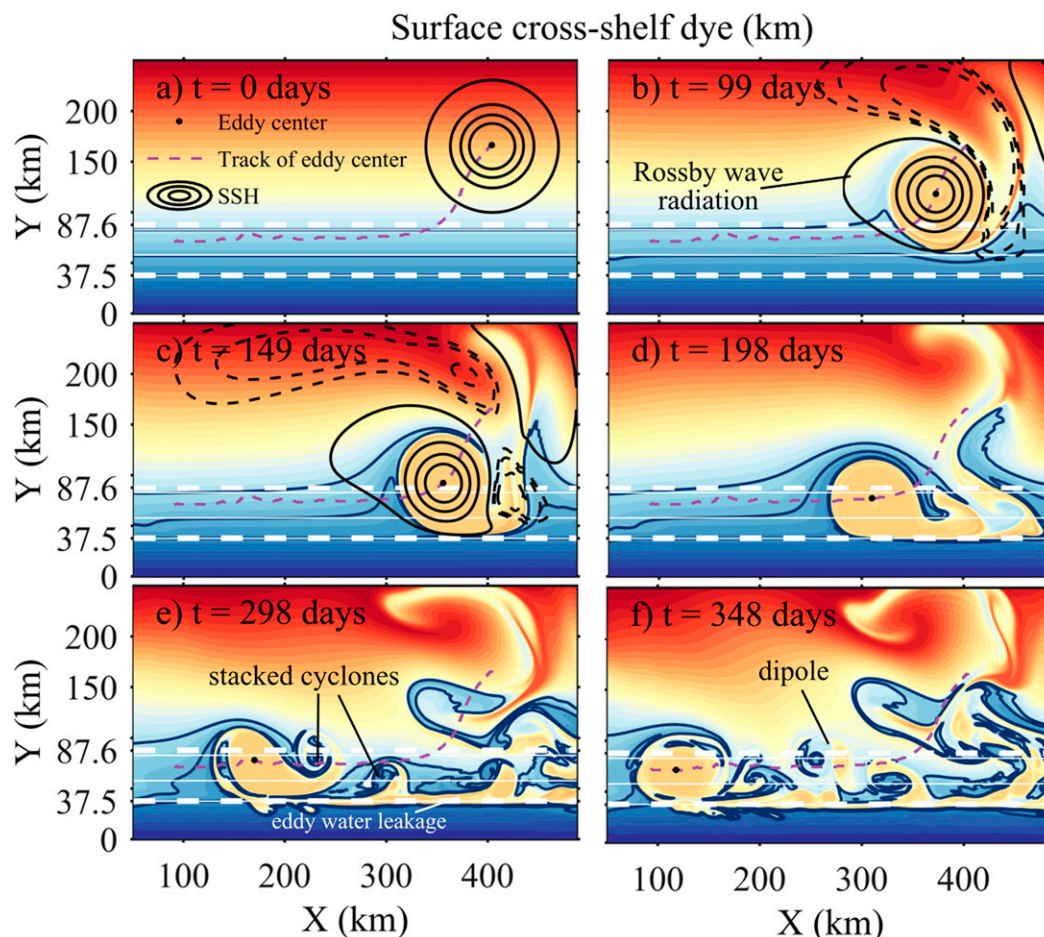 Surface cross-shelf dye (km)
a) t = 0 days
Eddy center
Track of eddy center
SSH
b) t = 99 days
Rossby wave
radiation
Y (km)
200
150
87.6
37.5
0
c) t = 149 days
d) t = 198 days
Y (km)
200
150
87.6
37.5
0
e) t = 298 days
stacked cyclones
eddy water leakage
f) t = 348 days
dipole
Y (km)
200
150
87.6
37.5
0
100 200 300 400
100 200 300 400
X (km)
X (km)